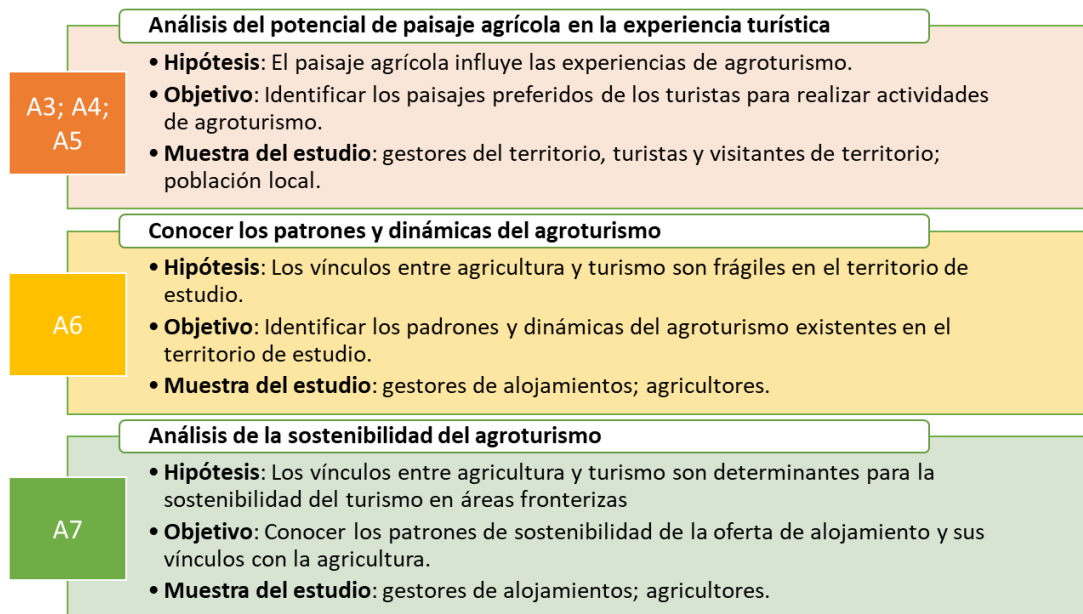 Análisis del potencial de paisaje agrícola en la experiencia turística
A3; A4;
A5
• Hipótesis: El paisaje agrícola influye las experiencias de agroturismo.
• Objetivo: Identificar los paisajes preferidos de los turistas para realizar actividades
de agroturismo.
• Muestra del estudio: gestores del territorio, turistas y visitantes de territorio;
población local.
Conocer los patrones y dinámicas del agroturismo
A6
• Hipótesis: Los vínculos entre agricultura y turismo son frágiles en el territorio de
estudio.
• Objetivo: Identificar los padrones y dinámicas del agroturismo existentes en el
territorio de estudio.
• Muestra del estudio: gestores de alojamientos; agricultores.
Análisis de la sostenibilidad del agroturismo
A7
• Hipótesis: Los vínculos entre agricultura y turismo son determinantes para la
sostenibilidad del turismo en áreas fronterizas
• Objetivo: Conocer los patrones de sostenibilidad de la oferta de alojamiento y sus
vínculos con la agricultura.
• Muestra del estudio: gestores de alojamientos; agricultores.